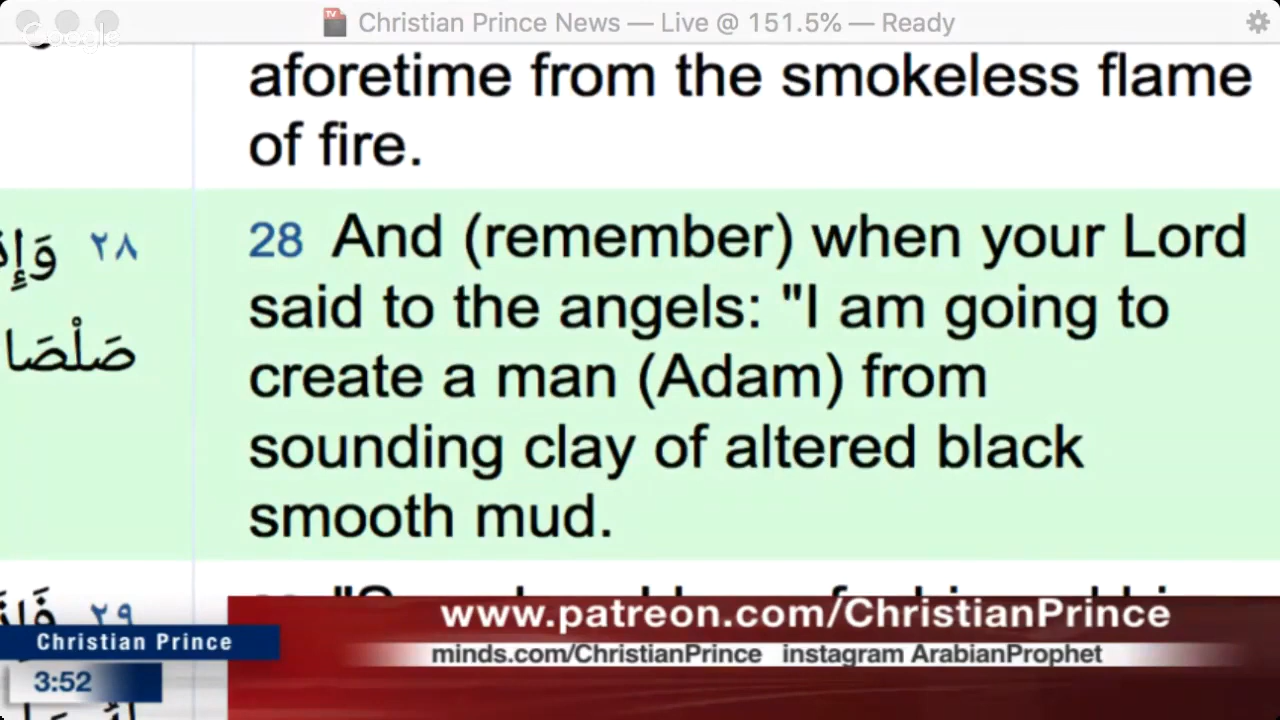 Christian Prince News — Live @ 151.5% — Ready
Google
aforetime from the smokeless flame
of fire.
28 And (remember) when your Lord
said to the angels: "I am going to
create a man (Adam) from
sounding clay of altered black
smooth mud.
٢٨
صَلْصَا
٢٩
www.patreon.com/ChristianPrince
Christian Prince
minds.com/ChristianPrince instagram ArabianProphet
3:52